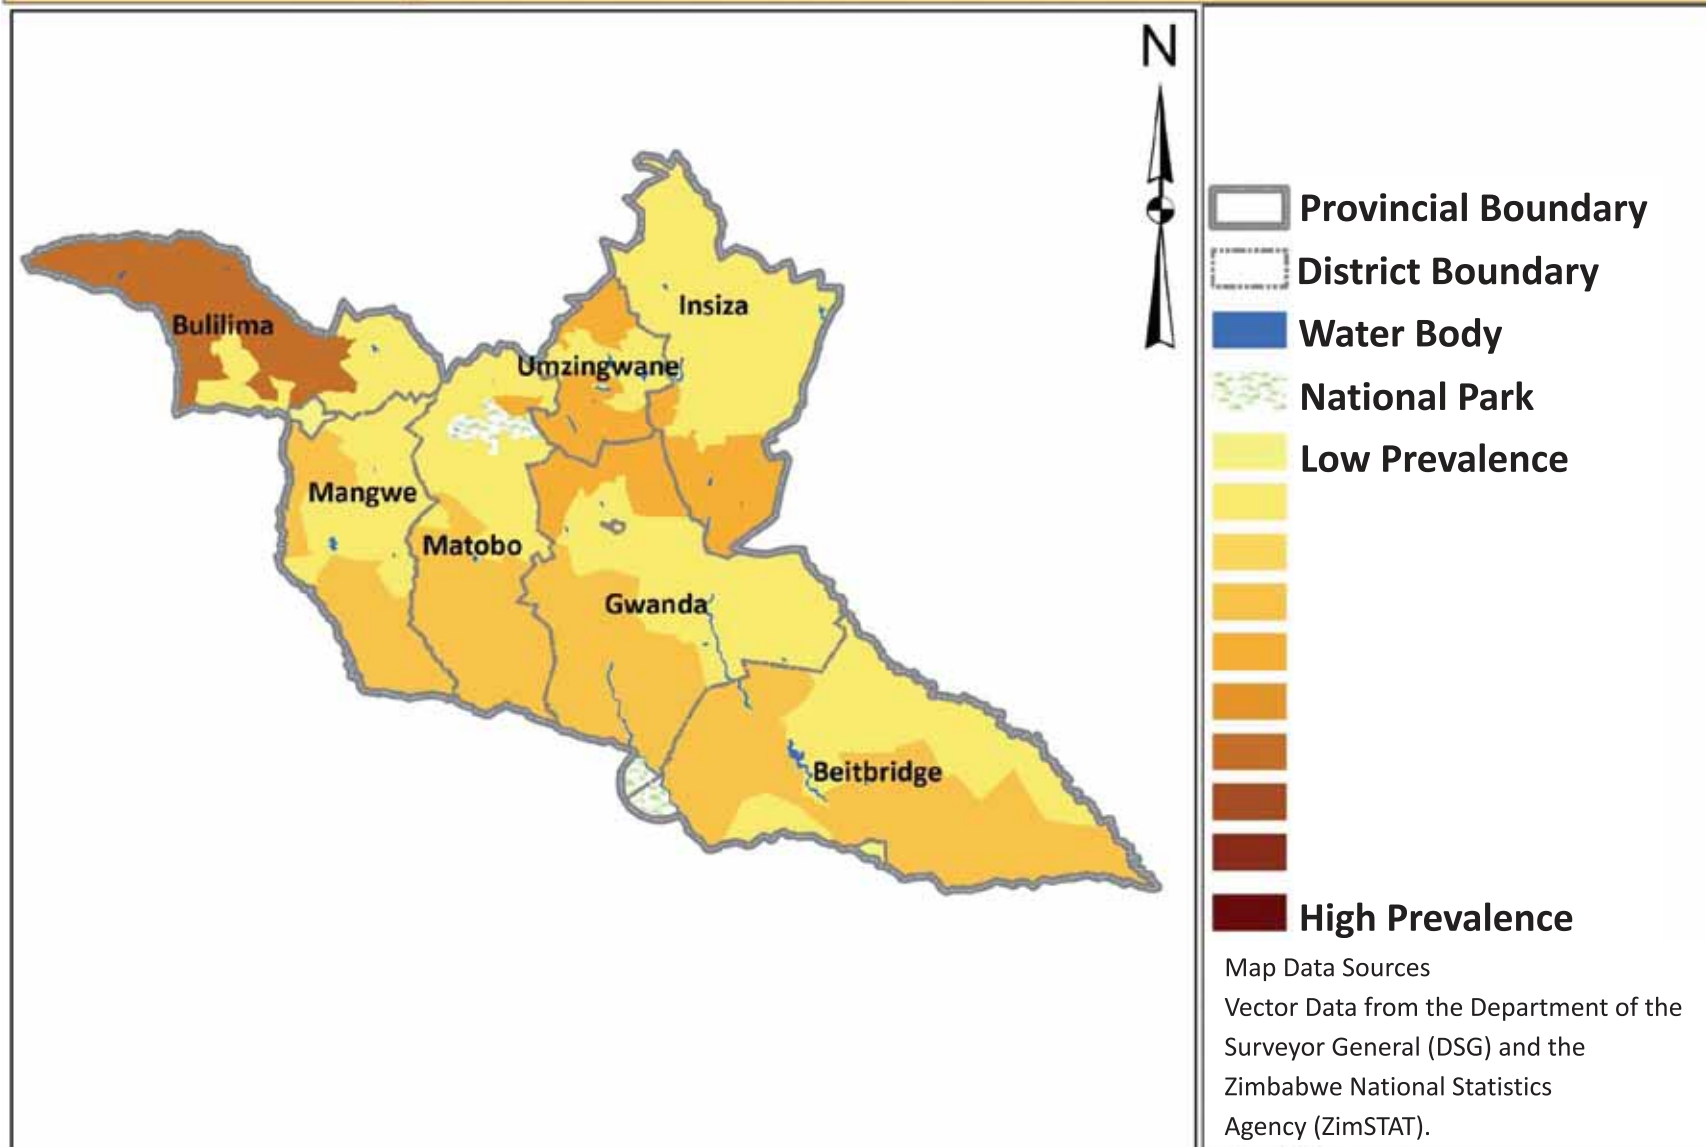 N
Insiza
Bulilima
Umzingwane
Mangwe
Matobo
Gwanda
Beitbridge
Provincial Boundary
District Boundary
Water Body
National Park
Low Prevalence
High Prevalence
Map Data Sources
Vector Data from the Department of the
Surveyor General (DSG) and the
Zimbabwe National Statistics
Agency (ZimSTAT).